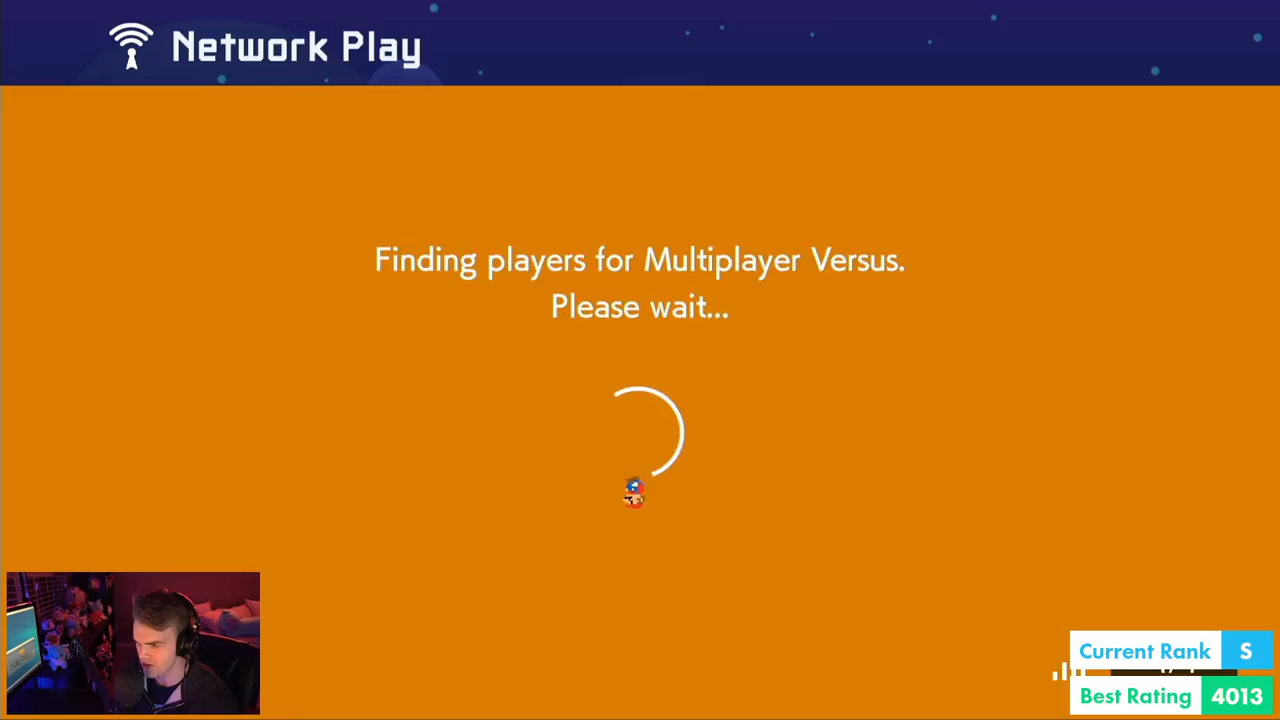 Network Play
Finding players for Multiplayer Versus.
Please wait...
Current Rank S
Best Rating 4013